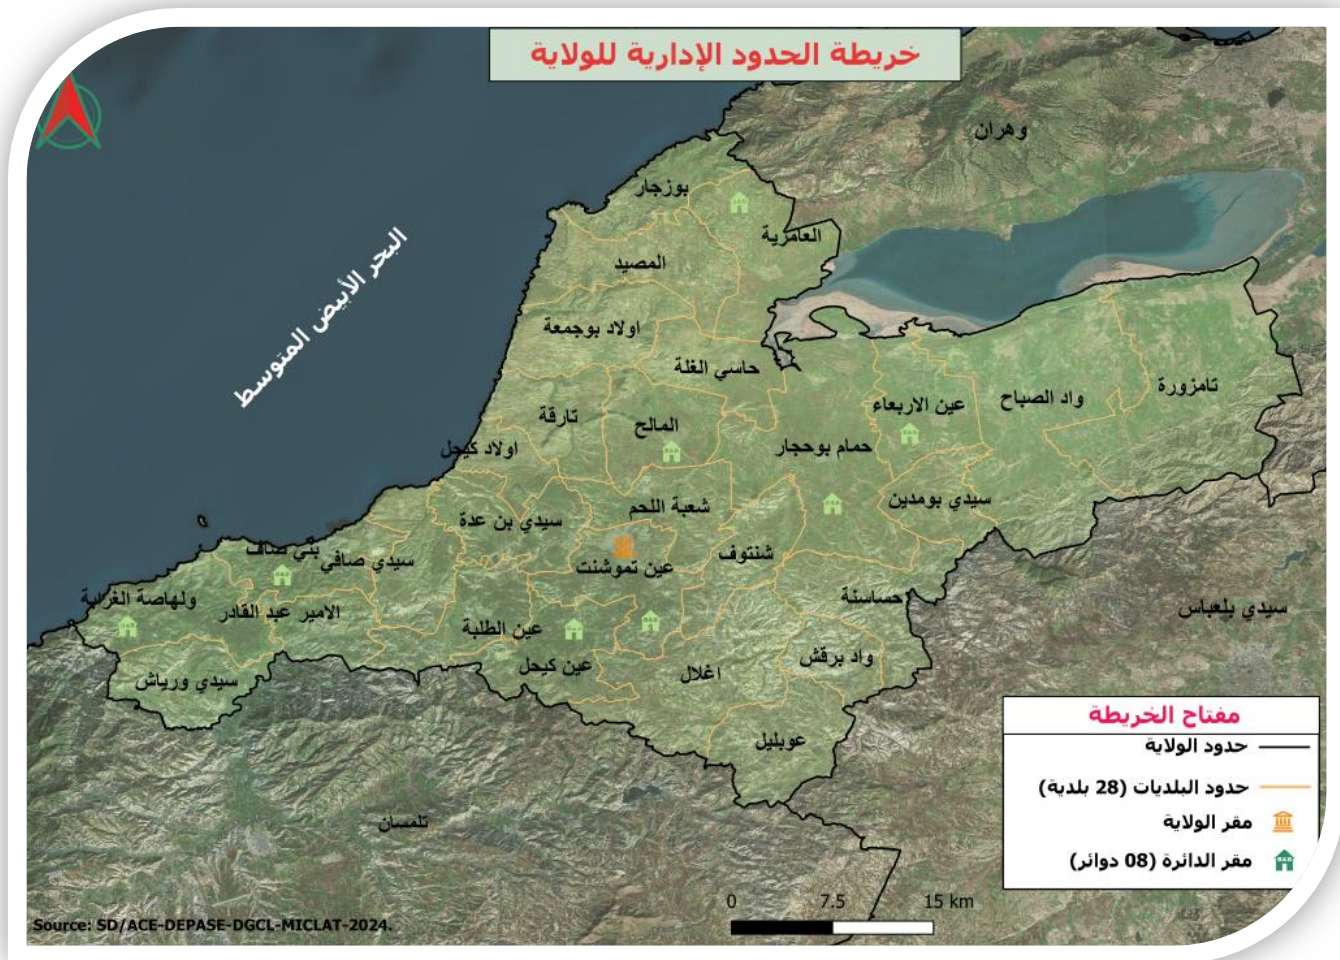 خريطة الحدود الإدارية للولاية
وهران
بوزجار
العامرية
المصيد
البحر الأبيض المتوسط
اولاد بوجمعة
حاسي الغلة
تامزورة
واد الصباح
عين الاربعاء
تارقة
المالح
حمام بوحجار
اولاد كيحل
سيدي بومدين
شعبة اللحم
سيدي بن عدة
شنتوف
بني صاف
سيدي صافي
عين تموشنت
حساسنة
ولهاصة الغرابة
الامير عبد القادر
سيدي بلعباس
عين الطلبة
واد برقش
عين كيحل
اغلال
سيدي ورياش
عوبليل
تلمسان
مفتاح الخريطة
حدود الولاية
حدود البلديات (28 بلدية)
مقر الولاية
مقر الدائرة (08 دوائر)
0 7.5 15 km
Source: SD/ACE-DEPASE-DGCL-MICLAT-2024.